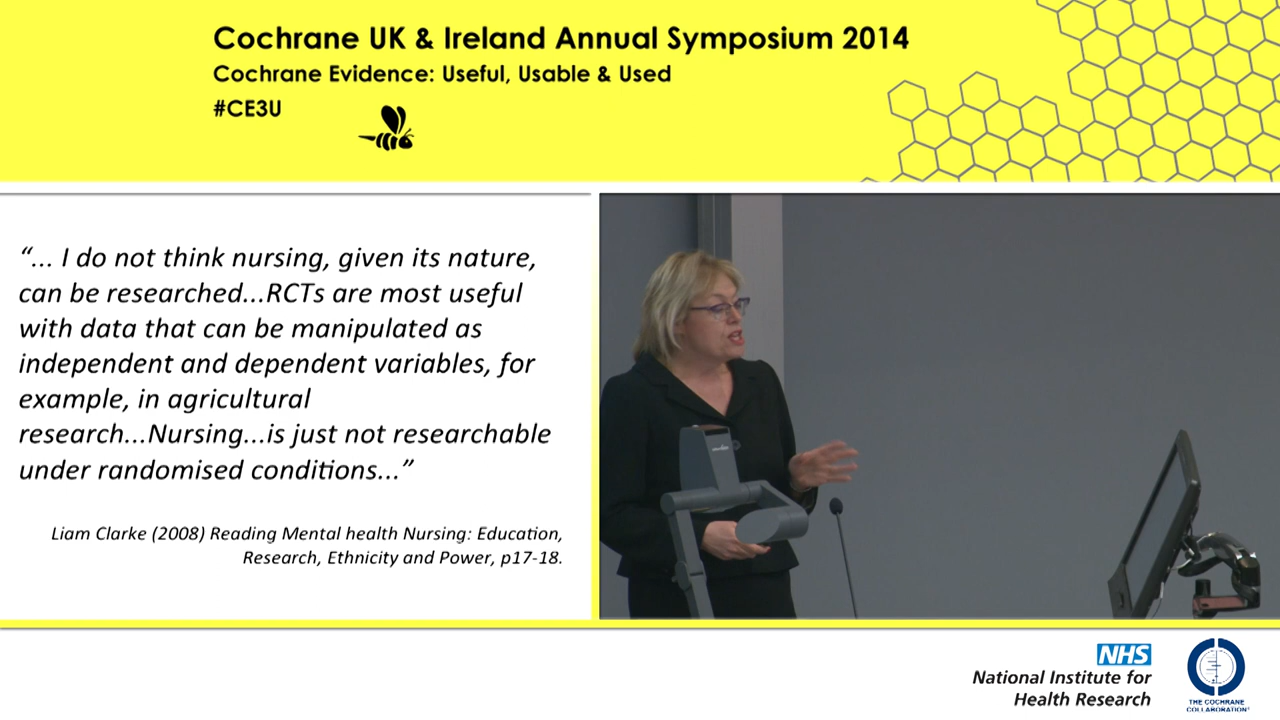 Cochrane UK & Ireland Annual Symposium 2014
Cochrane Evidence: Useful, Usable & Used
#CE3U
“... I do not think nursing, given its nature,
can be researched...RCTs are most useful
with data that can be manipulated as
independent and dependent variables, for
example, in agricultural
research...Nursing...is just not researchable
under randomised conditions...”
Liam Clarke (2008) Reading Mental health Nursing: Education,
Research, Ethnicity and Power, p17-18.
NHS
National Institute for
Health Research
THE COCHRANE
COLLABORATION®